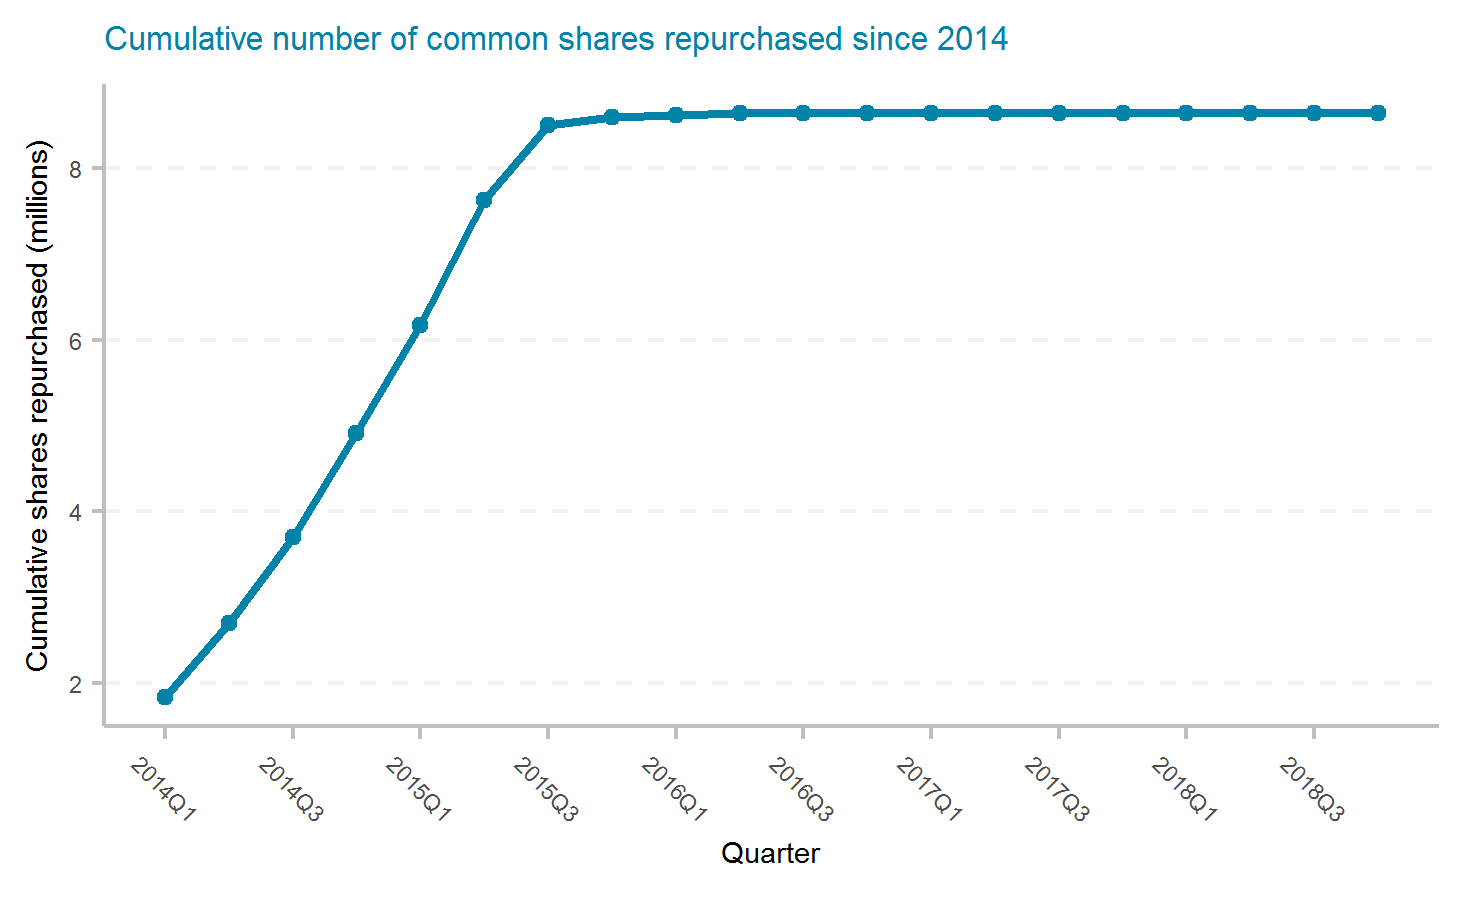 Cumulative number of common shares repurchased since 2014
Cumulative shares repurchased (millions)
8
6
4
2
2014Q1
2014Q3
2015Q1
2015Q3
2016Q1
2016Q3
2017Q1
2017Q3
2018Q1
2018Q3
Quarter